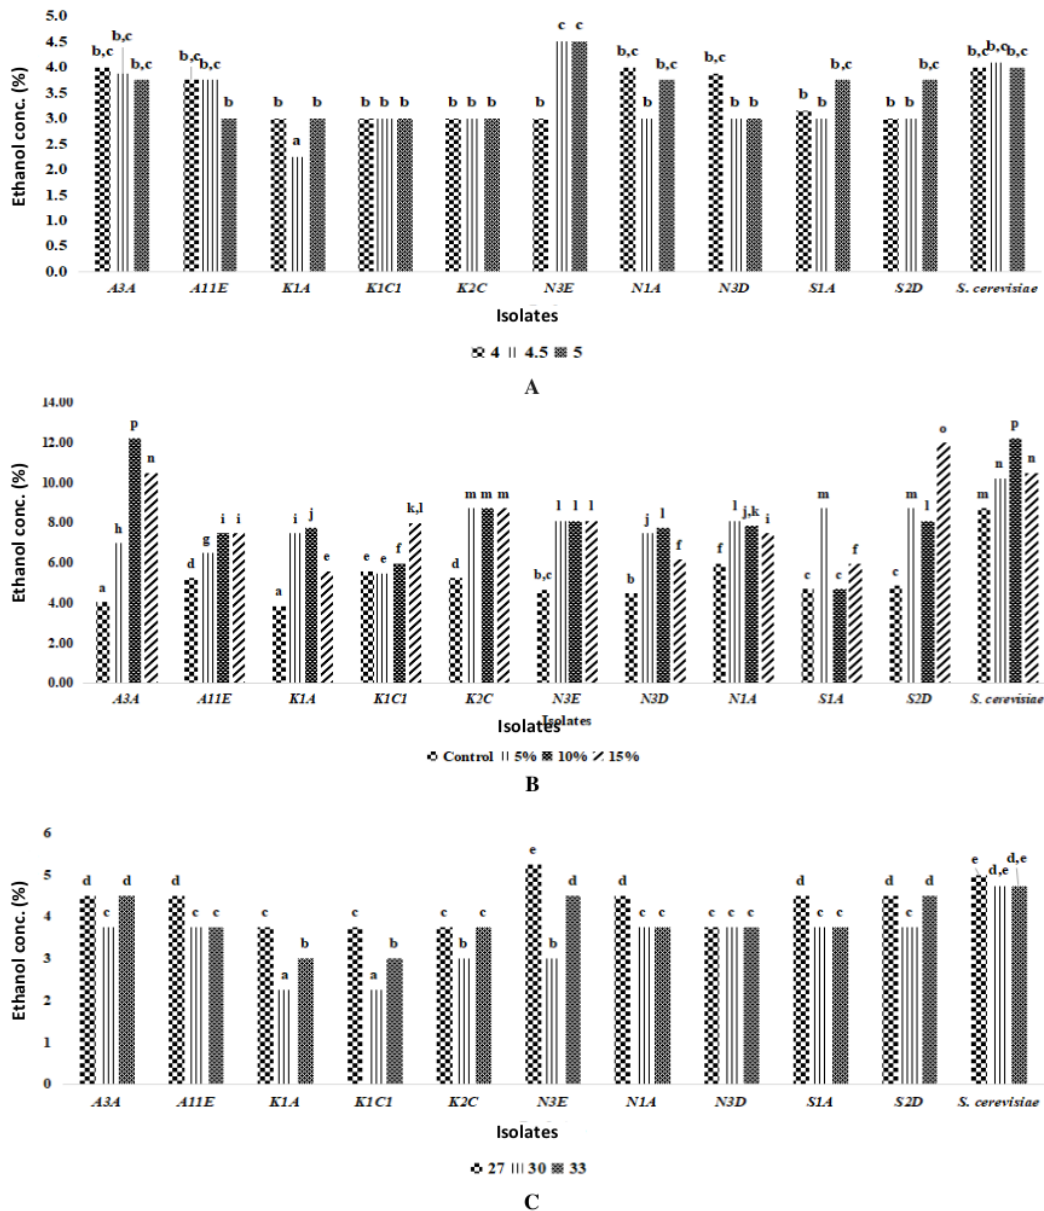 5.0
4.5
4.0
3.5
3.0
2.5
2.0
1.5
1.0
0.5
0.0
Ethanol conc. (%)
b,c b,c b,c
b,c b,c b
b a b
b b b
b b b
b c c
b,c b b,c
b,c b b
b b b,c
b b b,c
b,c b,c b,c
A3A A11E K1A K1C1 K2C N3E N1A N3D S1A S2D S. cerevisiae
Isolates
4 4.5 5
A
14.00
12.00
10.00
8.00
6.00
4.00
2.00
0.00
Ethanol conc. (%)
a h p n
d g i i
a i j e
e e f k,l
d m m m
b,c l l l
b j l f
f l j,k i
c m c f
c m l o
m n p n
A3A A11E K1A K1C1 K2C N3E N3D N1A S1A S2D S. cerevisiae
Isolates
Isolates
Control 5% 10% 15%
B
6
5
4
3
2
1
0
Ethanol conc. (%)
d c d
d c c
c a b
c a b
c b c
e b d
d c c
c c c
d c c
d c d
e d,e d,e
A3A A11E K1A K1C1 K2C N3E N1A N3D S1A S2D S. cerevisiae
Isolates
27 30 33
C